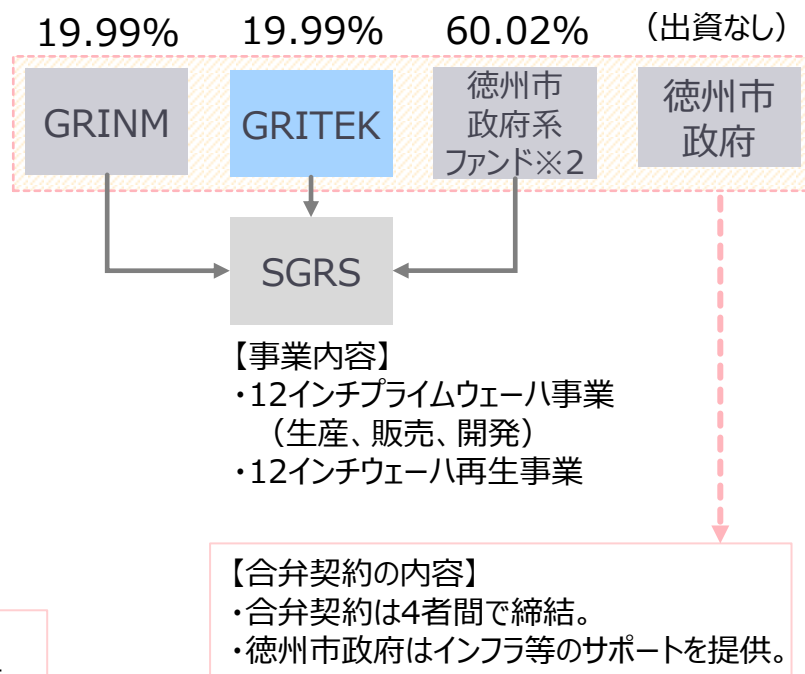 19.99%
19.99%
60.02%
（出資なし）
GRINM
GRITEK
徳州市
政府系
ファンド※2
徳州市
政府
SGRS
【事業内容】
・12インチプライムウェーハ事業
（生産、販売、開発）
・12インチウェーハ再生事業
【合弁契約の内容】
・合弁契約は4者間で締結。
・徳州市政府はインフラ等のサポートを提供。